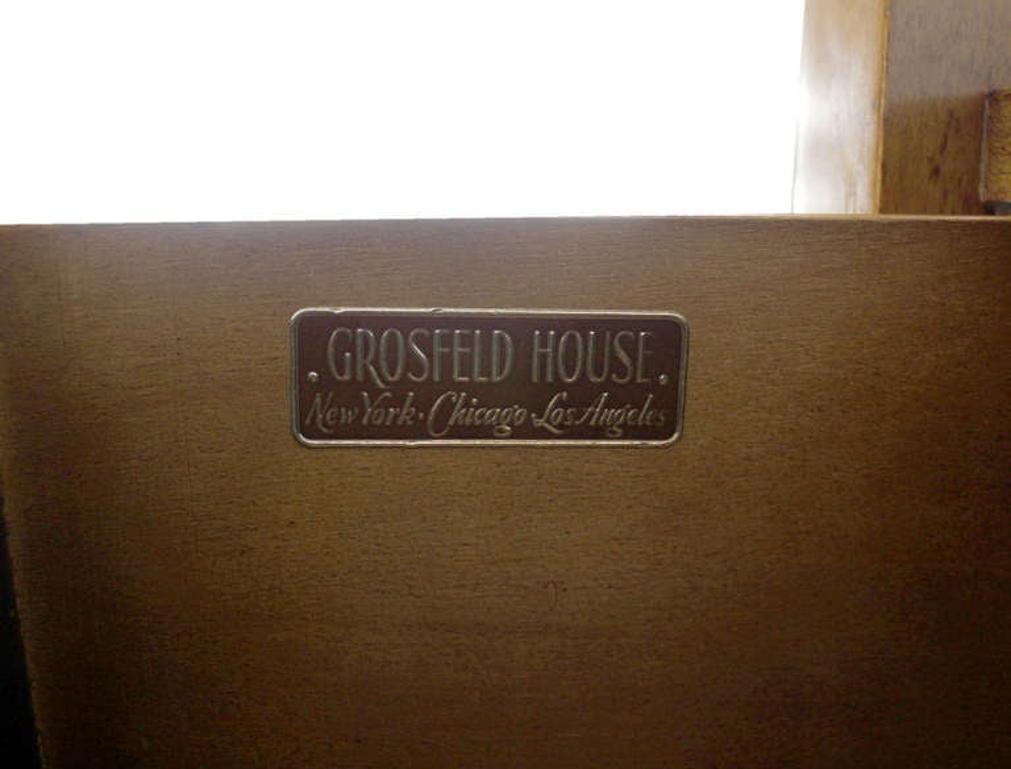 GROSFELD HOUSE
New York · Chicago · Los Angeles